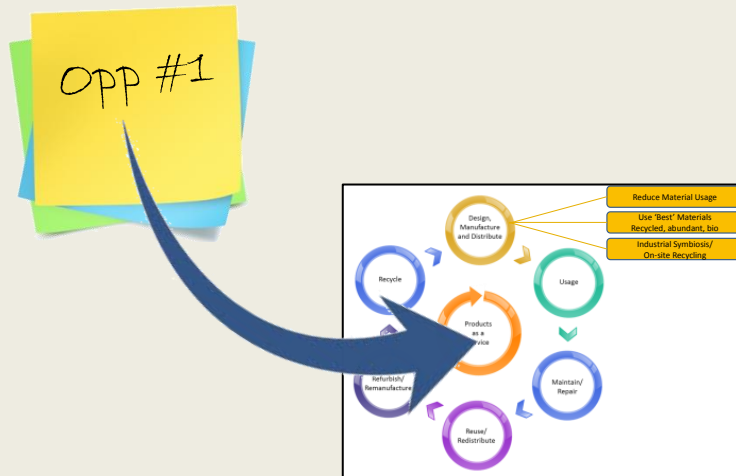 Opp #1
Reduce Material Usage
Use 'Best' Materials
Recycled, abundant, bio
Industrial Symbiosis/
On-site Recycling
Design,
Manufacture
and Distribute
Usage
Maintain/
Repair
Reuse/
Redistribute
Refurbish/
Remanufacture
Recycle
Products
as a